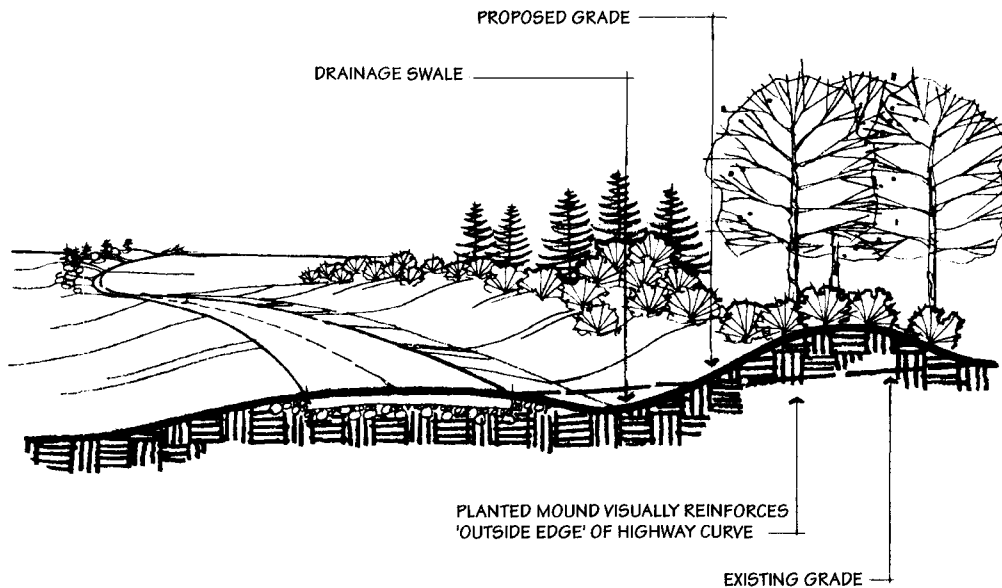 PROPOSED GRADE
DRAINAGE SWALE
PLANTED MOUND VISUALLY REINFORCES
'OUTSIDE EDGE' OF HIGHWAY CURVE
EXISTING GRADE